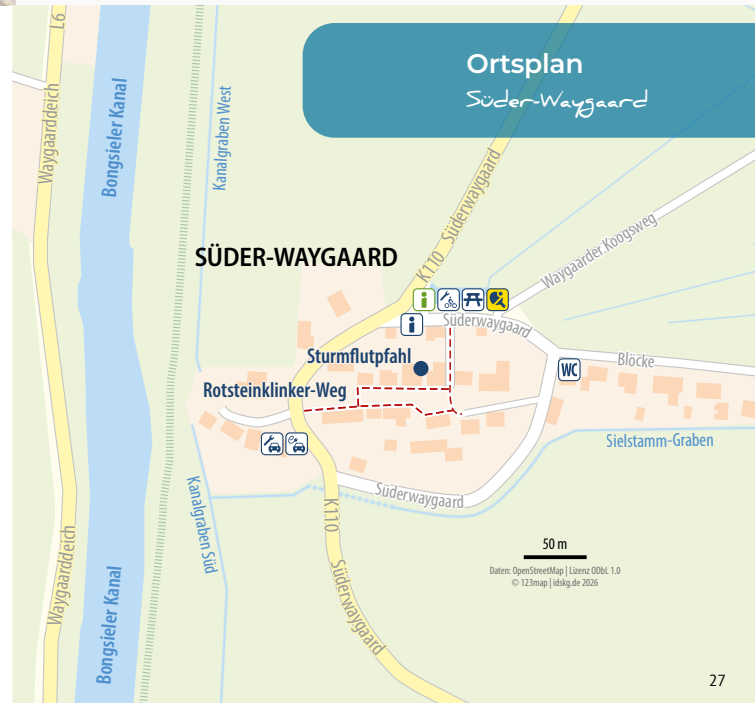 Ortsplan
Süder-Waygaard
L6
Waygaarddeich
Bongsieler Kanal
Kanalgraben West
K110
Süderwaygaard
Waygaarder Koogsweg
SÜDER-WAYGAARD
Süderwaygaard
Sturmflutpfahl
Blöcke
WC
Rotsteinklinker-Weg
Sielstamm-Graben
Kanalgraben Süd
Süderwaygaard
K110
Süderwaygaard
Waygaarddeich
Bongsieler Kanal
50 m
Daten: OpenStreetMap | Lizenz ODbL 1.0
© 123map | idskg.de 2026
27